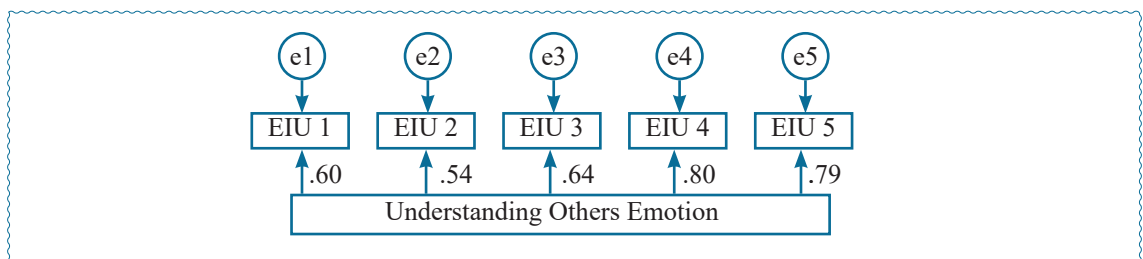 e1 e2 e3 e4 e5
EIU 1 EIU 2 EIU 3 EIU 4 EIU 5
.60 .54 .64 .80 .79
Understanding Others Emotion